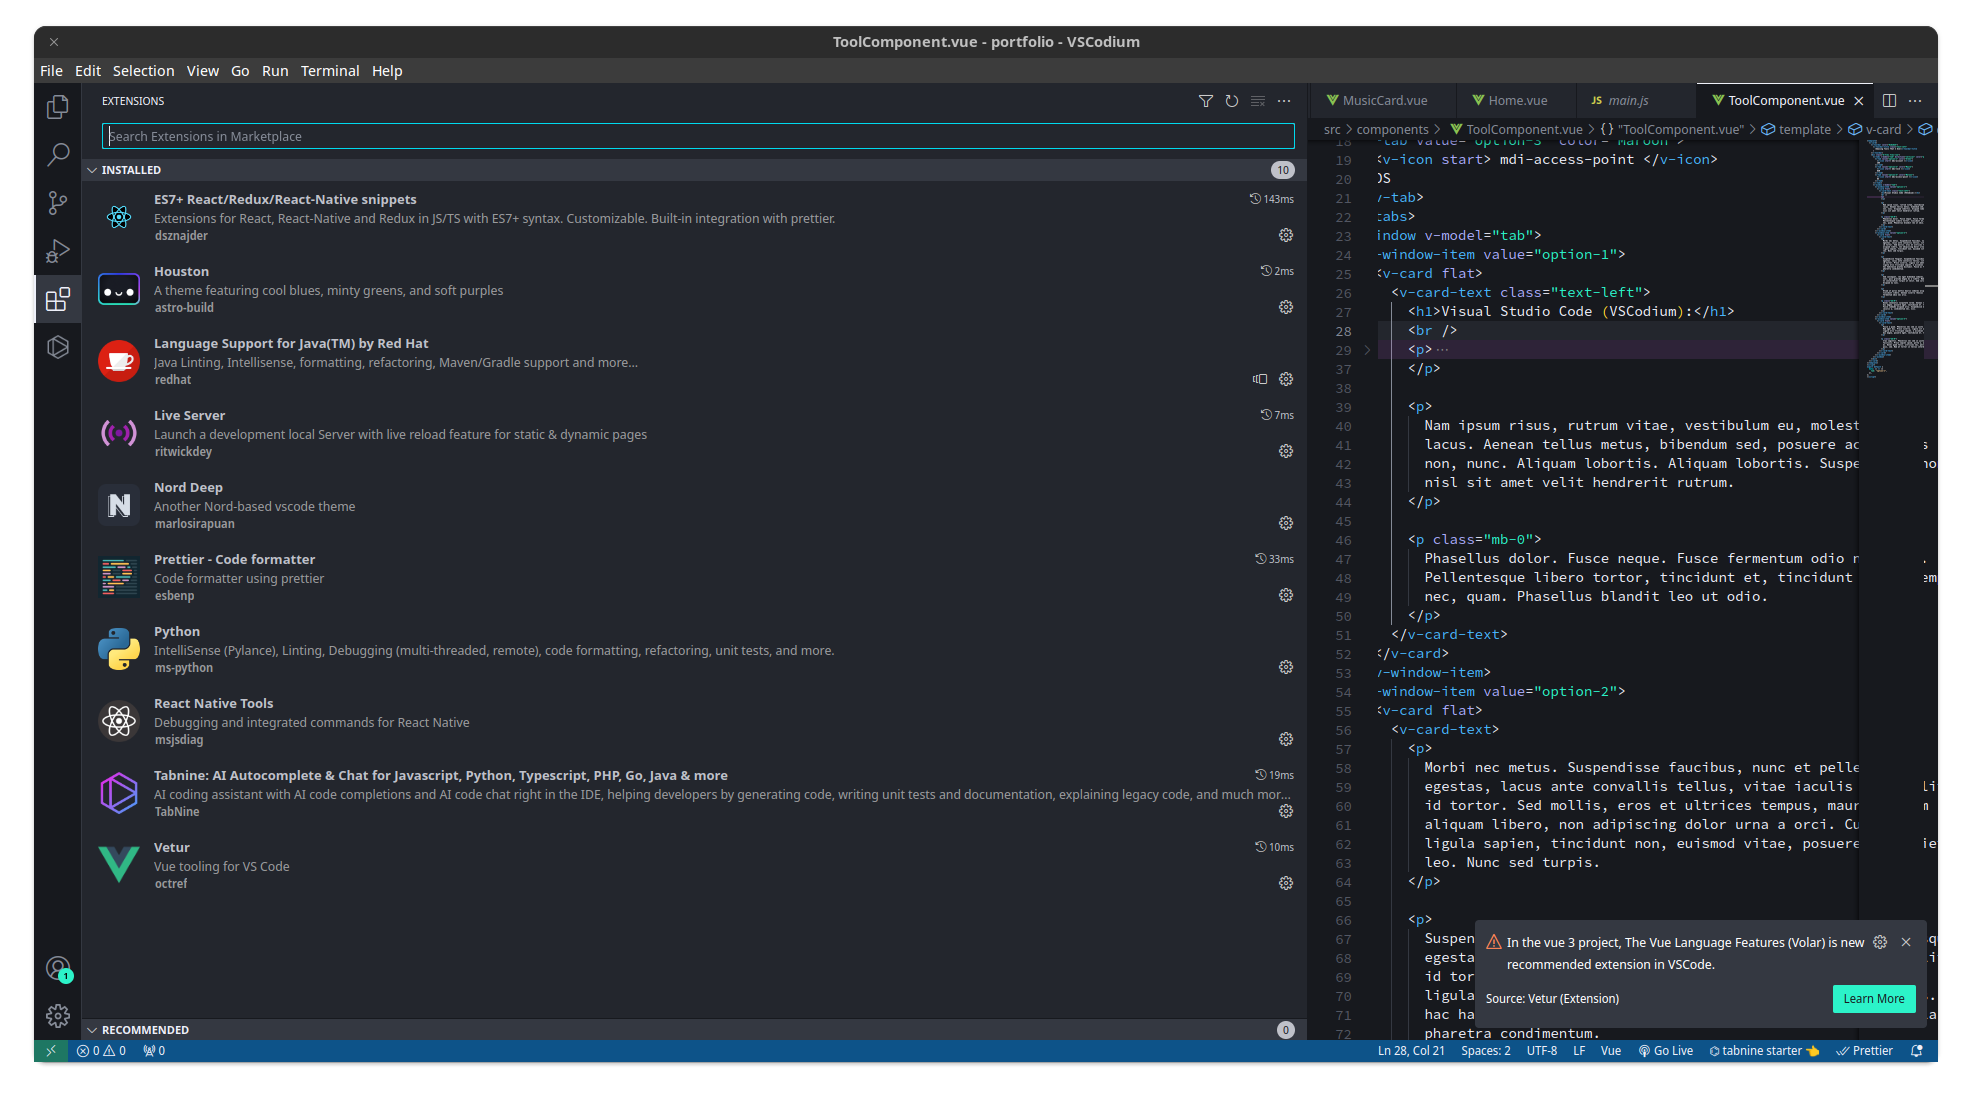 ToolComponent.vue - portfolio - VSCodium
File Edit Selection View Go Run Terminal Help
EXTENSIONS
Search Extensions in Marketplace
INSTALLED 10
ES7+ React/Redux/React-Native snippets 143ms
Extensions for React, React-Native and Redux in JS/TS with ES7+ syntax. Customizable. Built-in integration with prettier.
dsznajder
Houston 2ms
A theme featuring cool blues, minty greens, and soft purples
astro-build
Language Support for Java(TM) by Red Hat
Java Linting, Intellisense, formatting, refactoring, Maven/Gradle support and more...
redhat
Live Server 7ms
Launch a development local Server with live reload feature for static & dynamic pages
ritwickdey
Nord Deep
Another Nord-based vscode theme
marlosirapuan
Prettier - Code formatter 33ms
Code formatter using prettier
esbenp
Python
IntelliSense (Pylance), Linting, Debugging (multi-threaded, remote), code formatting, refactoring, unit tests, and more.
ms-python
React Native Tools
Debugging and integrated commands for React Native
msjsdiag
Tabnine: AI Autocomplete & Chat for Javascript, Python, Typescript, PHP, Go, Java & more 19ms
AI coding assistant with AI code completions and AI code chat right in the IDE, helping developers by generating code, writing unit tests and documentation, explaining legacy code, and much mor...
TabNine
Vetur 10ms
Vue tooling for VS Code
octref
RECOMMENDED 0
MusicCard.vue Home.vue JS main.js ToolComponent.vue
src > components > ToolComponent.vue > {} "ToolComponent.vue" > template > v-card >
18 -tab value="option-3" color="Maroon">
19 <v-icon start> mdi-access-point </v-icon>
20 OS
21 /-tab>
22 tabs>
23 indow v-model="tab">
24 -window-item value="option-1">
25 <v-card flat>
26 <v-card-text class="text-left">
27 <h1>Visual Studio Code (VSCodium):</h1>
28 <br />
29 <p> ...
37 </p>
38
39 <p>
40 Nam ipsum risus, rutrum vitae, vestibulum eu, molest
41 lacus. Aenean tellus metus, bibendum sed, posuere ac
42 non, nunc. Aliquam lobortis. Aliquam lobortis. Suspe
43 nisl sit amet velit hendrerit rutrum.
44 </p>
45
46 <p class="mb-0">
47 Phasellus dolor. Fusce neque. Fusce fermentum odio n
48 Pellentesque libero tortor, tincidunt et, tincidunt
49 nec, quam. Phasellus blandit leo ut odio.
50 </p>
51 </v-card-text>
52 </v-card>
53 /-window-item>
54 -window-item value="option-2">
55 <v-card flat>
56 <v-card-text>
57 <p>
58 Morbi nec metus. Suspendisse faucibus, nunc et pelle
59 egestas, lacus ante convallis tellus, vitae iaculis
60 id tortor. Sed mollis, eros et ultrices tempus, maur
61 aliquam libero, non adipiscing dolor urna a orci. Cu
62 ligula sapien, tincidunt non, euismod vitae, posuere
63 leo. Nunc sed turpis.
64 </p>
65
66 <p>
67 Suspen
68 egesta
69 id tor
70 ligula
71 hac ha
72 pharetra condimentum.
In the vue 3 project, The Vue Language Features (Volar) is new
recommended extension in VSCode.
Source: Vetur (Extension) Learn More
1
0 0 0 Ln 28, Col 21 Spaces: 2 UTF-8 LF Vue Go Live tabnine starter 👈 Prettier